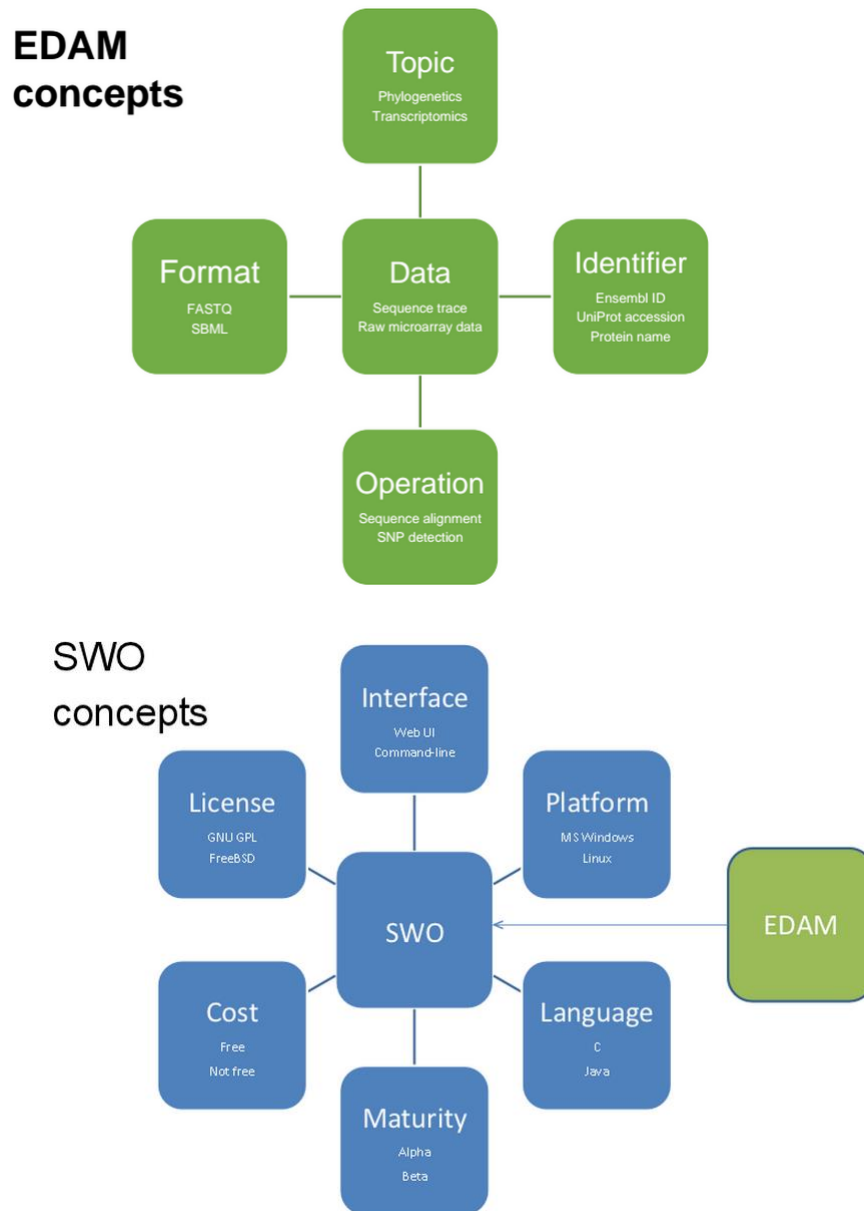 EDAM
concepts
Topic
Phylogenetics
Transcriptomics
Format
FASTQ
SBML
Data
Sequence trace
Raw microarray data
Identifier
Ensembl ID
UniProt accession
Protein name
Operation
Sequence alignment
SNP detection
SWO
concepts
Interface
Web UI
Command-line
License
GNU GPL
FreeBSD
Platform
MS Windows
Linux
SWO
EDAM
Cost
Free
Not free
Language
C
Java
Maturity
Alpha
Beta